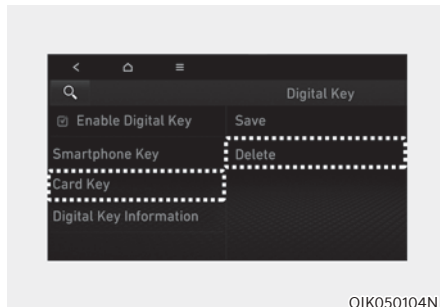 Digital Key
Enable Digital Key
Save
Smartphone Key
Delete
Card Key
Digital Key Information
OIK050104N